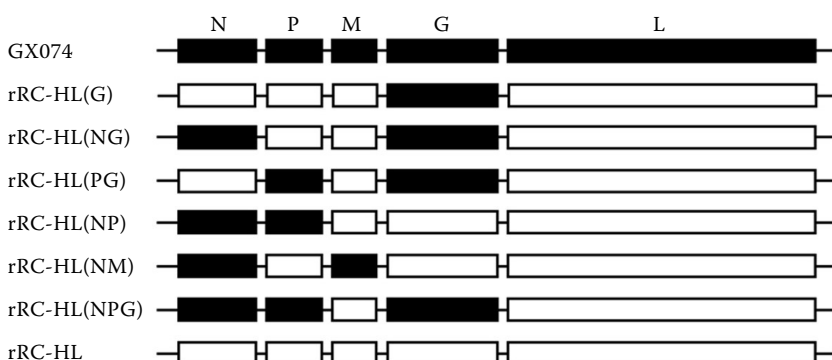 N P M G L
GX074
rRC-HL(G)
rRC-HL(NG)
rRC-HL(PG)
rRC-HL(NP)
rRC-HL(NM)
rRC-HL(NPG)
rRC-HL